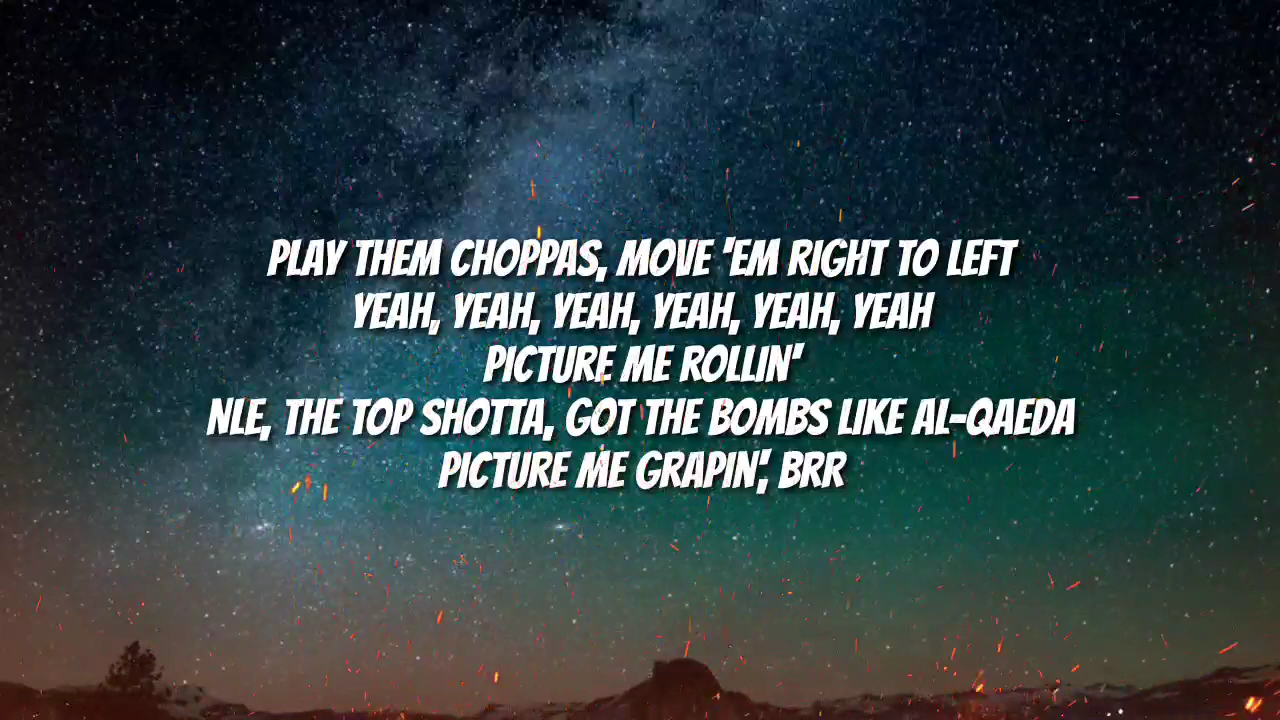 PLAY THEM CHOPPAS, MOVE 'EM RIGHT TO LEFT
YEAH, YEAH, YEAH, YEAH, YEAH, YEAH
PICTURE ME ROLLIN'
NLE, THE TOP SHOTTA, GOT THE BOMBS LIKE AL-QAEDA
PICTURE ME GRAPIN', BRR